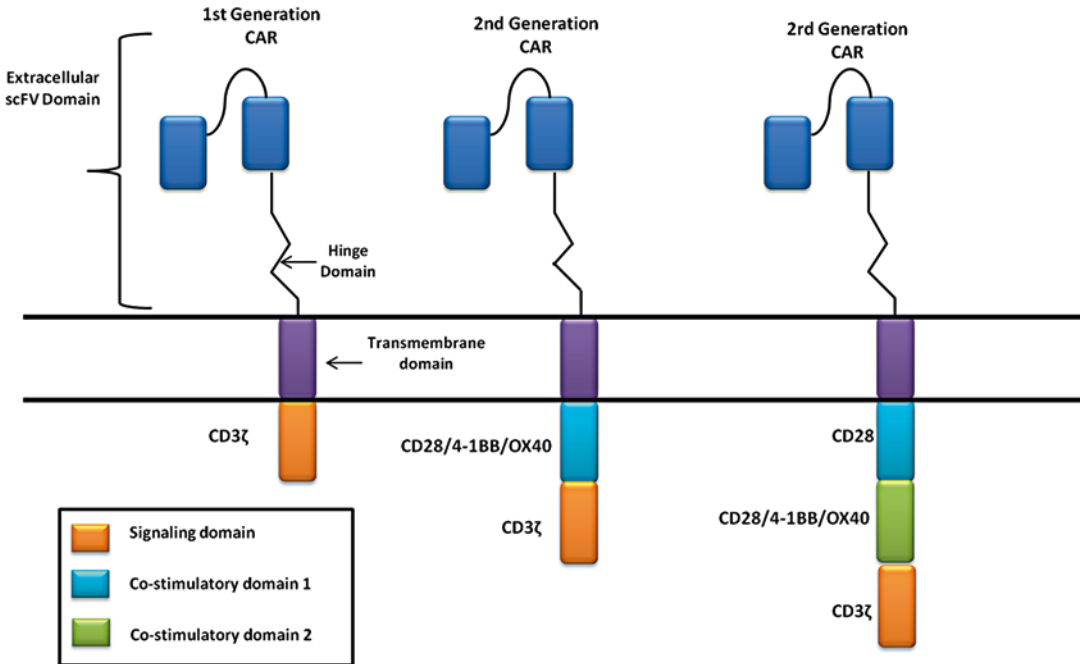 1st Generation
CAR
2nd Generation
CAR
2rd Generation
CAR
Extracellular
scFV Domain
Hinge
Domain
Transmembrane
domain
CD3ζ
CD28/4-1BB/OX40
CD3ζ
CD28
CD28/4-1BB/OX40
CD3ζ
Signaling domain
Co-stimulatory domain 1
Co-stimulatory domain 2